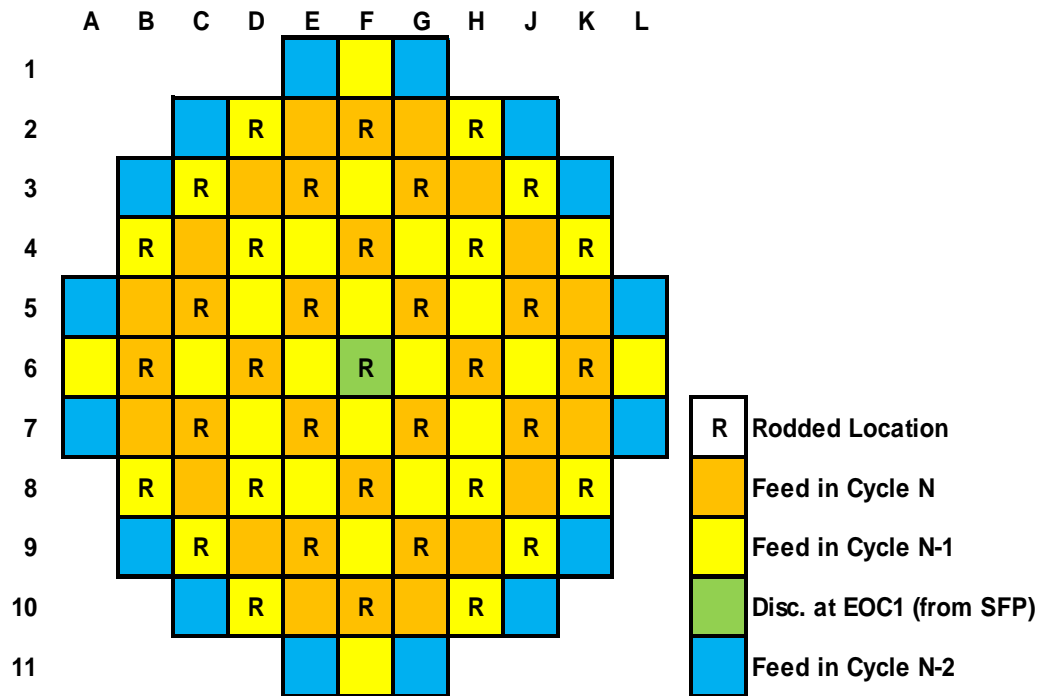 A B C D E F G H J K L
1
2 R R R
3 R R R R
4 R R R R R
5 R R R R
6 R R R R R
7 R R R R
R Rodded Location
8 R R R R R
Feed in Cycle N
9 R R R R
Feed in Cycle N-1
10 R R R
Disc. at EOC1 (from SFP)
11
Feed in Cycle N-2